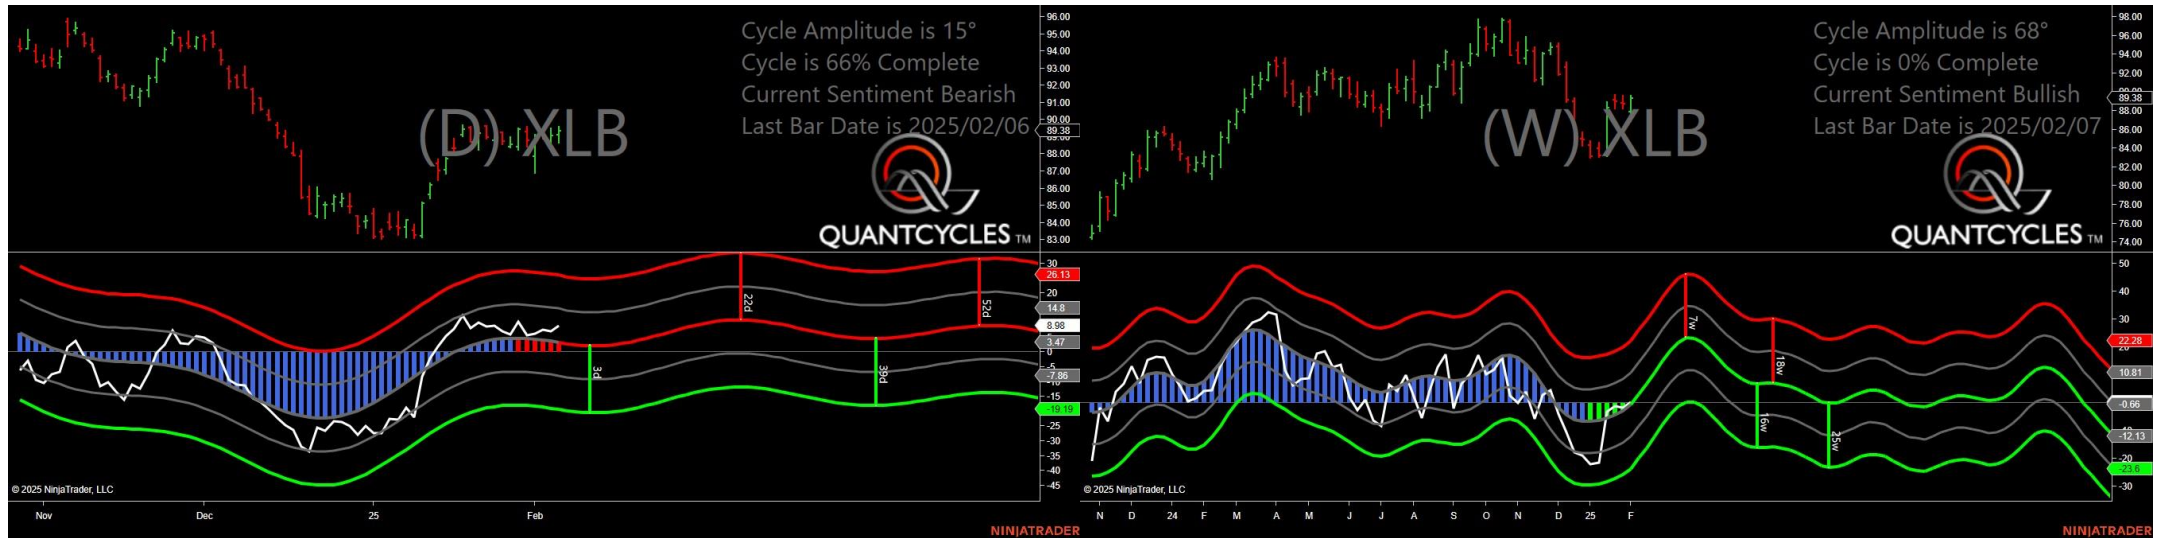 Cycle Amplitude is 15°
Cycle is 66% Complete
Current Sentiment Bearish
Last Bar Date is 2025/02/06
(D) XLB
QUANTCYCLES TM
96.00
95.00
94.00
93.00
92.00
91.00
90.00
89.38
88.00
87.00
86.00
85.00
84.00
83.00
30
26.13
20
14.8
8.98
3.47
0
-5
-7.86
-15
-19.19
-25
-30
-35
-40
-45
22d
52d
3d
39d
© 2025 NinjaTrader, LLC
Nov Dec 25 Feb
NINJATRADER
Cycle Amplitude is 68°
Cycle is 0% Complete
Current Sentiment Bullish
Last Bar Date is 2025/02/07
(W) XLB
QUANTCYCLES TM
98.00
96.00
94.00
92.00
89.38
88.00
86.00
84.00
82.00
80.00
78.00
76.00
74.00
50
40
30
22.28
10.81
-0.66
-12.13
-20
-23.6
-30
7w
18w
16w
25w
© 2025 NinjaTrader, LLC
N D 24 F M A M J J A S O N D 25 F
NINJATRADER